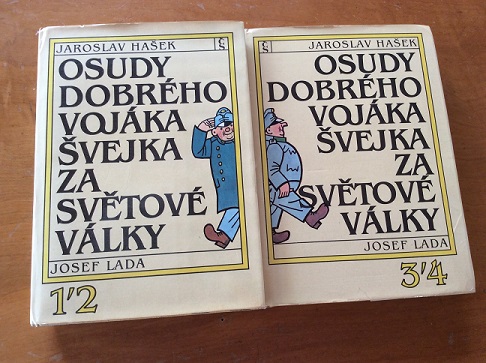 JAROSLAV HAŠEK
OSUDY
DOBRÉHO
VOJÁKA
ŠVEJKA
ZA
SVĚTOVÉ
VÁLKY
JOSEF LADA
1'2
JAROSLAV HAŠEK
OSUDY
DOBRÉHO
VOJÁKA
ŠVEJKA
ZA
SVĚTOVÉ
VÁLKY
JOSEF LADA
3'4